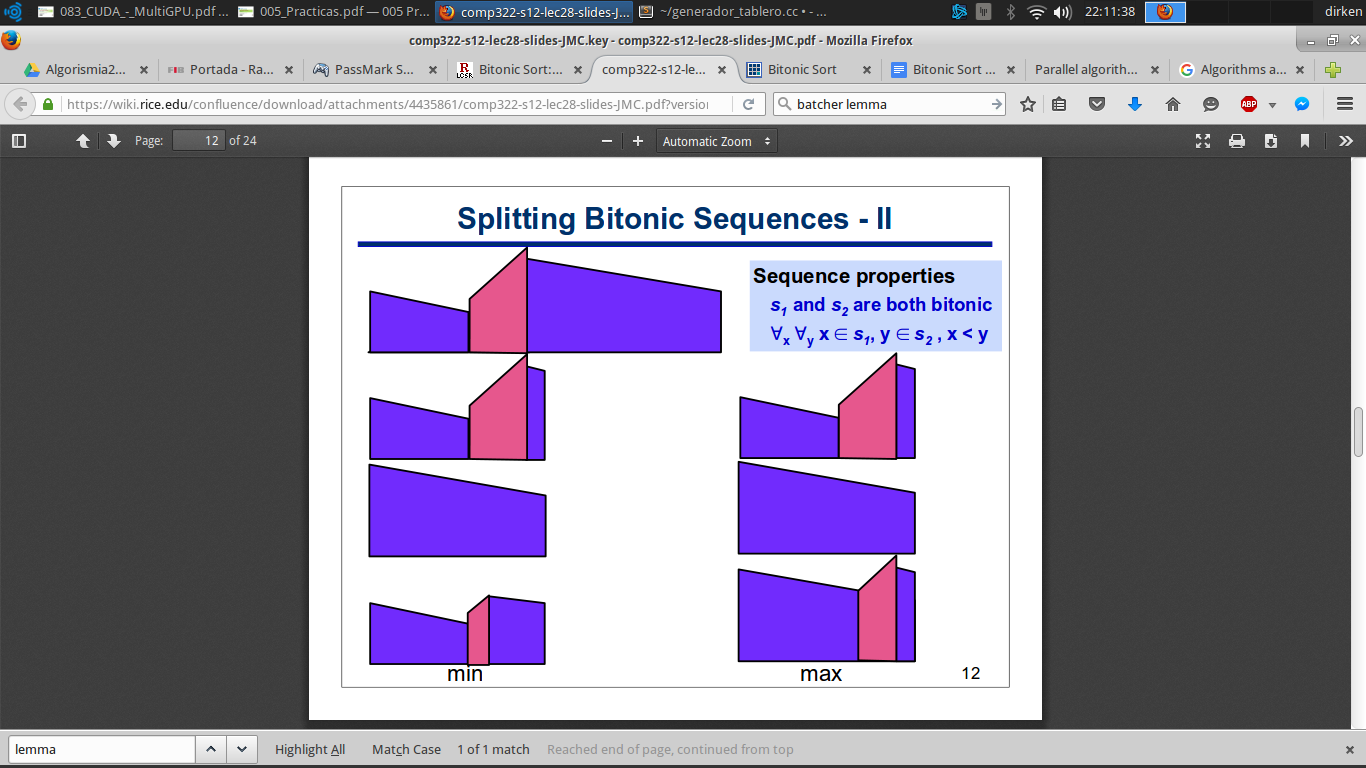 083_CUDA_-_MultiGPU.pdf ...
005_Practicas.pdf — 005 Pr...
comp322-s12-lec28-slides-J...
~/generador_tablero.cc • - ...
22:11:38
dirken
comp322-s12-lec28-slides-JMC.key - comp322-s12-lec28-slides-JMC.pdf - Mozilla Firefox
Algorismia2...
Portada - Ra...
PassMark S...
Bitonic Sort:...
comp322-s12-le...
Bitonic Sort
Bitonic Sort ...
Parallel algorith...
Algorithms a...
https://wiki.rice.edu/confluence/download/attachments/4435861/comp322-s12-lec28-slides-JMC.pdf?version
batcher lemma
ABP
Page: 12 of 24
Automatic Zoom
Splitting Bitonic Sequences - II
Sequence properties
s1 and s2 are both bitonic
∀x ∀y x ∈ s1, y ∈ s2 , x < y
min
max
12
lemma
Highlight All
Match Case
1 of 1 match
Reached end of page, continued from top